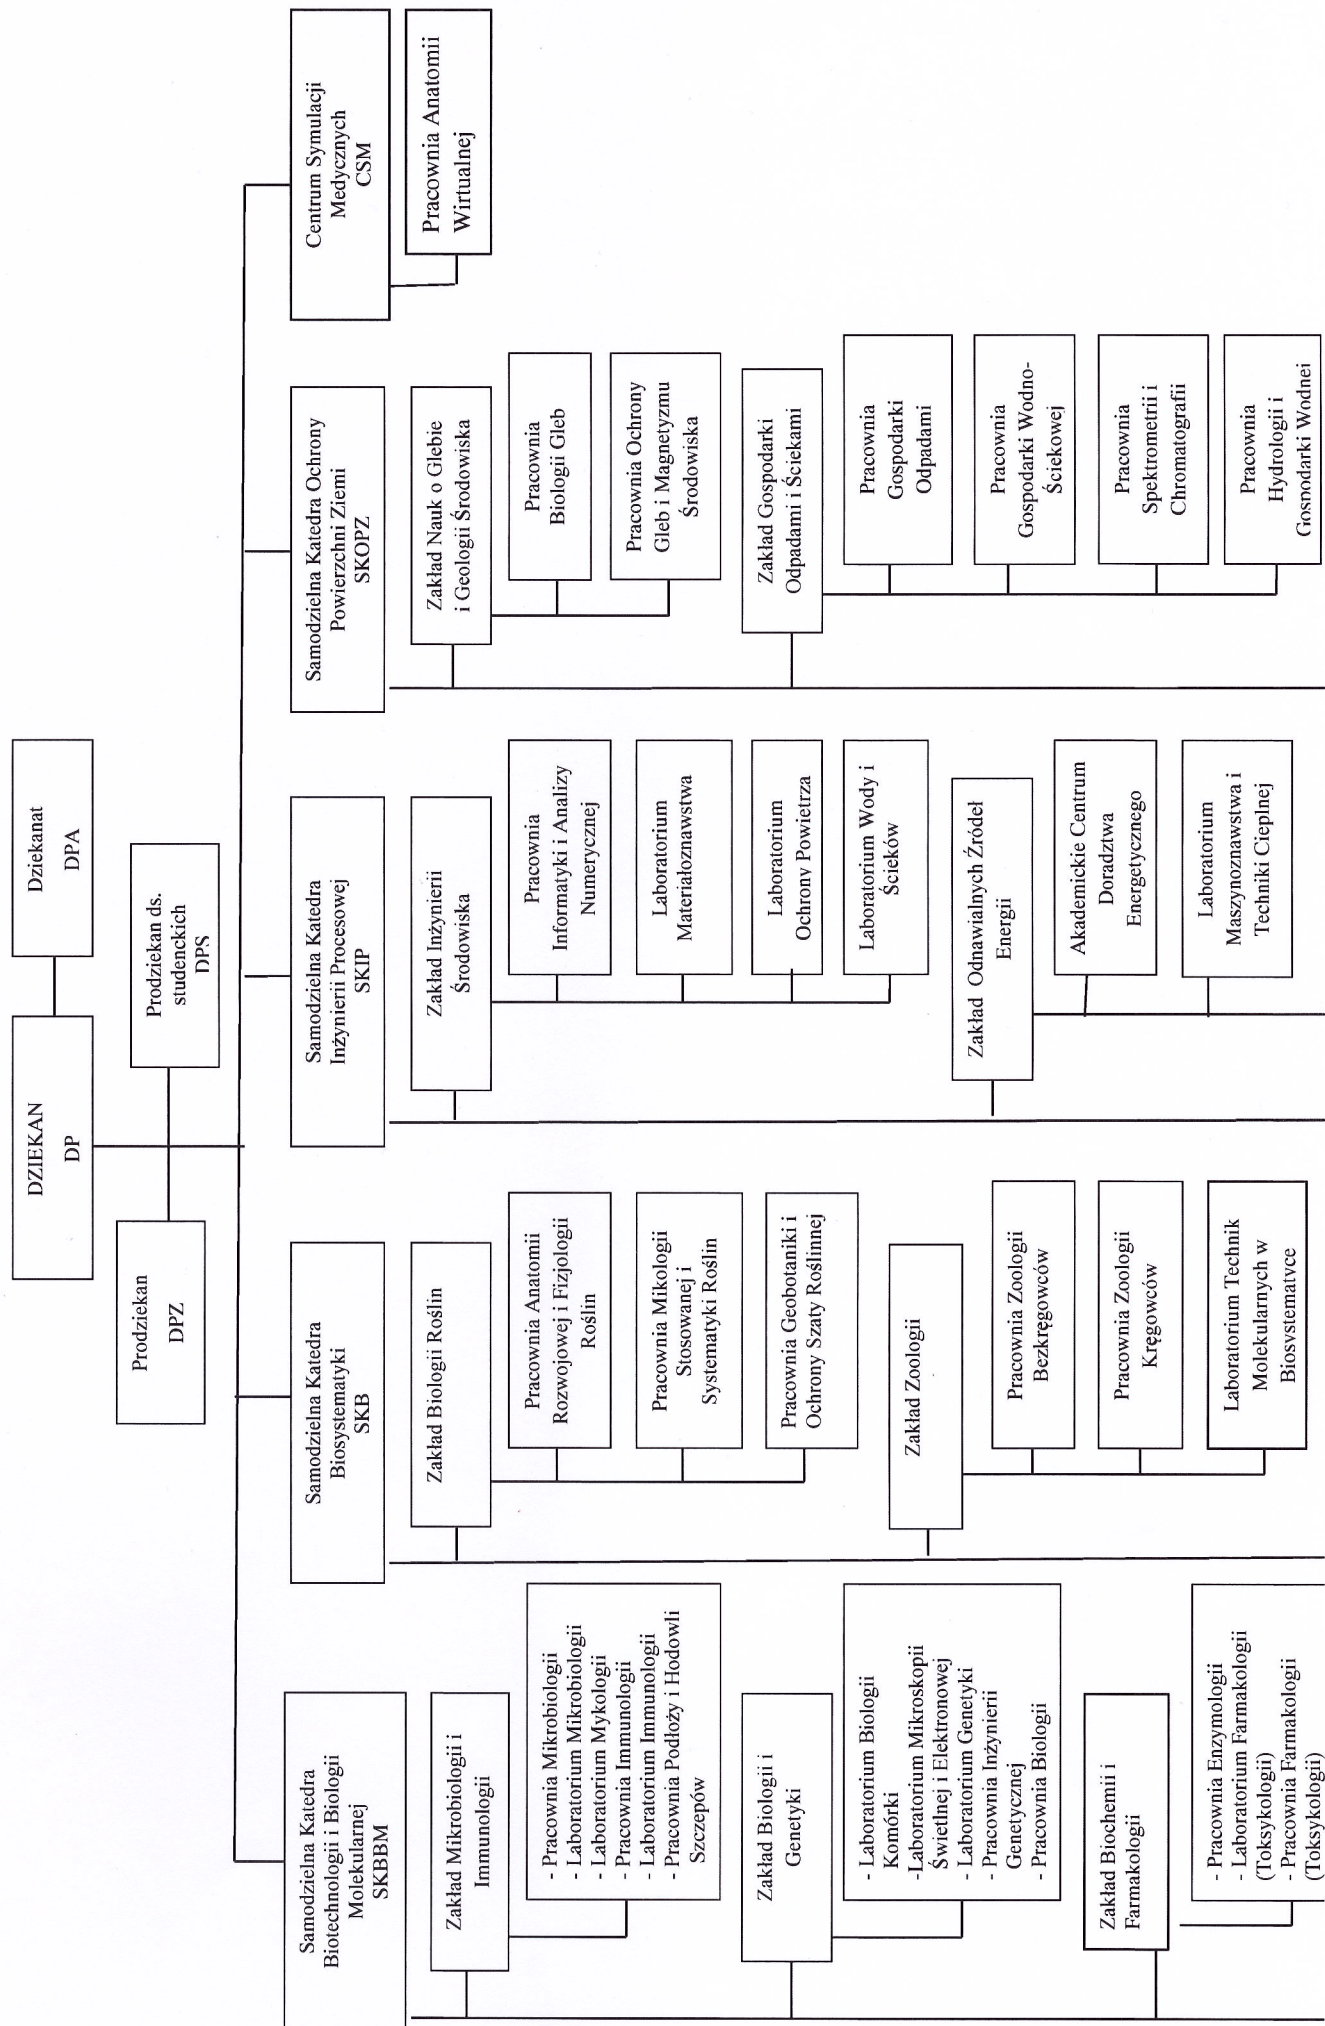 DZIEKAN
DP
Dziekanat
DPA
Prodziekan
DPZ
Prodziekan ds.
studenckich
DPS
Samodzielna Katedra
Biotechnologii i Biologii
Molekularnej
SKBBM
Zakład Mikrobiologii i
Immunologii
- Pracownia Mikrobiologii
- Laboratorium Mikrobiologii
- Laboratorium Mykologii
- Pracownia Immunologii
- Laboratorium Immunologii
- Pracownia Podłoży i Hodowli
Szczepów
Zakład Biologii i
Genetyki
- Laboratorium Biologii
Komórki
-Laboratorium Mikroskopii
Świetlnej i Elektronowej
- Laboratorium Genetyki
- Pracownia Inżynierii
Genetycznej
- Pracownia Biologii
Zakład Biochemii i
Farmakologii
- Pracownia Enzymologii
- Laboratorium Farmakologii
(Toksykologii)
- Pracownia Farmakologii
(Toksykologii)
Samodzielna Katedra
Biosystematyki
SKB
Zakład Biologii Roślin
Pracownia Anatomii
Rozwojowej i Fizjologii
Roślin
Pracownia Mikologii
Stosowanej i
Systematyki Roślin
Pracownia Geobotaniki i
Ochrony Szaty Roślinnej
Zakład Zoologii
Pracownia Zoologii
Bezkręgowców
Pracownia Zoologii
Kręgowców
Laboratorium Technik
Molekularnych w
Biosystematyce
Samodzielna Katedra
Inżynierii Procesowej
SKIP
Zakład Inżynierii
Środowiska
Pracownia
Informatyki i Analizy
Numerycznej
Laboratorium
Materiałoznawstwa
Laboratorium
Ochrony Powietrza
Laboratorium Wody i
Ścieków
Zakład Odnawialnych Źródeł
Energii
Akademickie Centrum
Doradztwa
Energetycznego
Laboratorium
Maszynoznawstwa i
Techniki Cieplnej
Samodzielna Katedra Ochrony
Powierzchni Ziemi
SKOPZ
Zakład Nauk o Glebie
i Geologii Środowiska
Pracownia
Biologii Gleb
Pracownia Ochrony
Gleb i Magnetyzmu
Środowiska
Zakład Gospodarki
Odpadami i Ściekami
Pracownia
Gospodarki
Odpadami
Pracownia
Gospodarki Wodno-
Ściekowej
Pracownia
Spektrometrii i
Chromatografii
Pracownia
Hydrologii i
Gospodarki Wodnej
Centrum Symulacji
Medycznych
CSM
Pracownia Anatomii
Wirtualnej